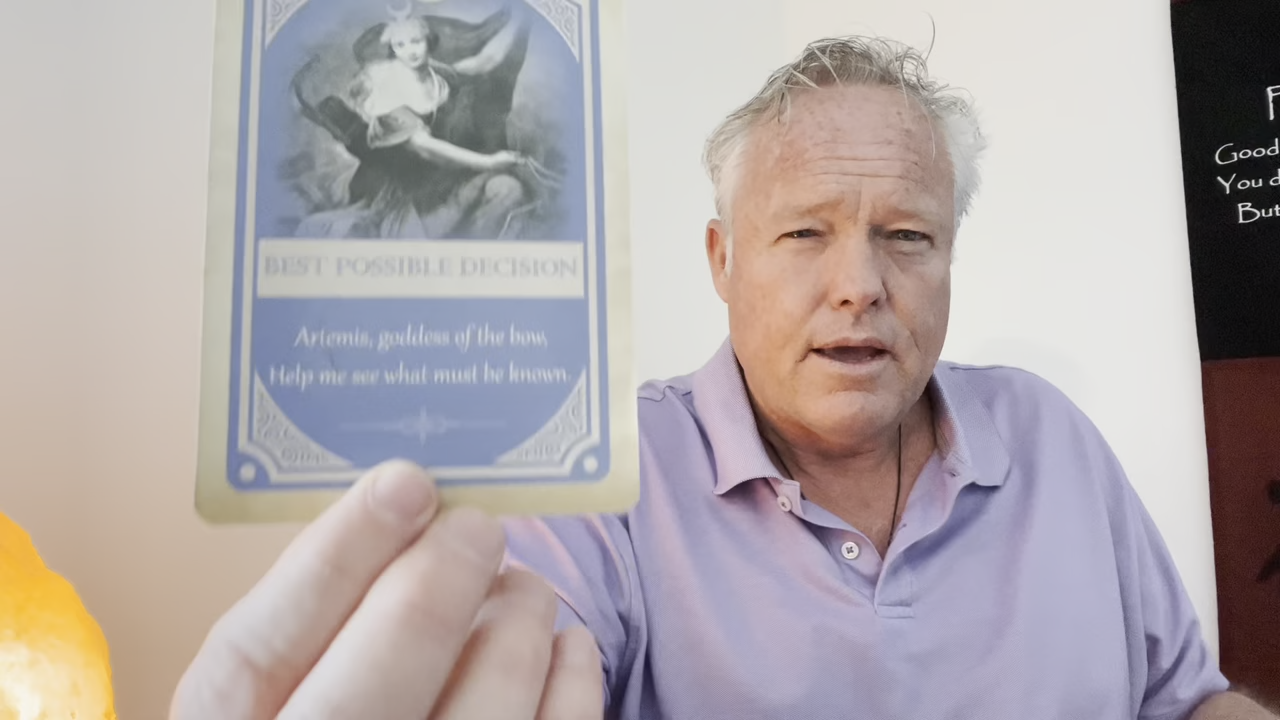 BEST POSSIBLE DECISION
Artemis, goddess of the bow,
Help me see what must be known.
F
Good
You d
But